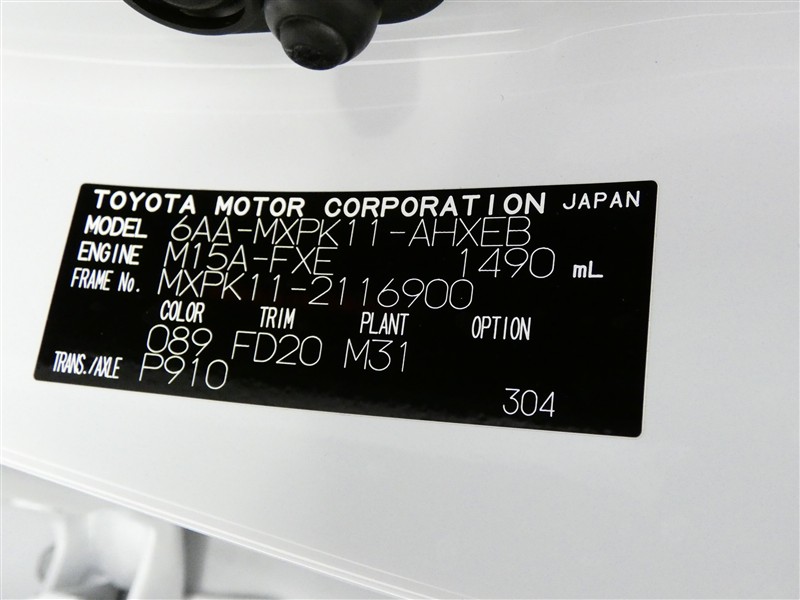 TOYOTA MOTOR CORPORATION JAPAN
MODEL 6AA-MXPK11-AHXEB
ENGINE M15A-FXE 1490 mL
FRAME No. MXPK11-2116900
COLOR TRIM PLANT OPTION
089 FD20 M31
TRANS./AXLE P910
304